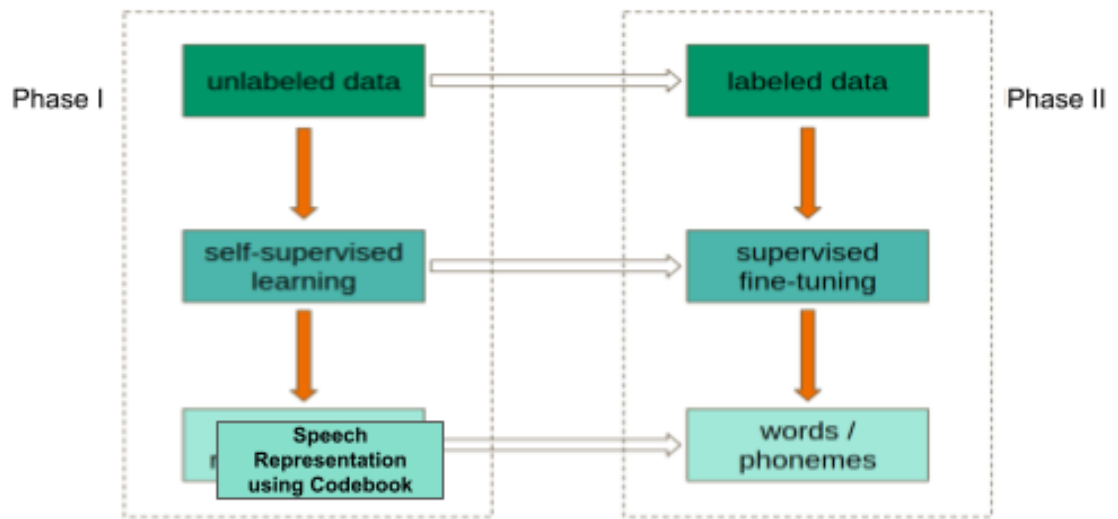 Phase I
unlabeled data
self-supervised
learning
Speech
Representation
using Codebook
labeled data
Phase II
supervised
fine-tuning
words /
phonemes